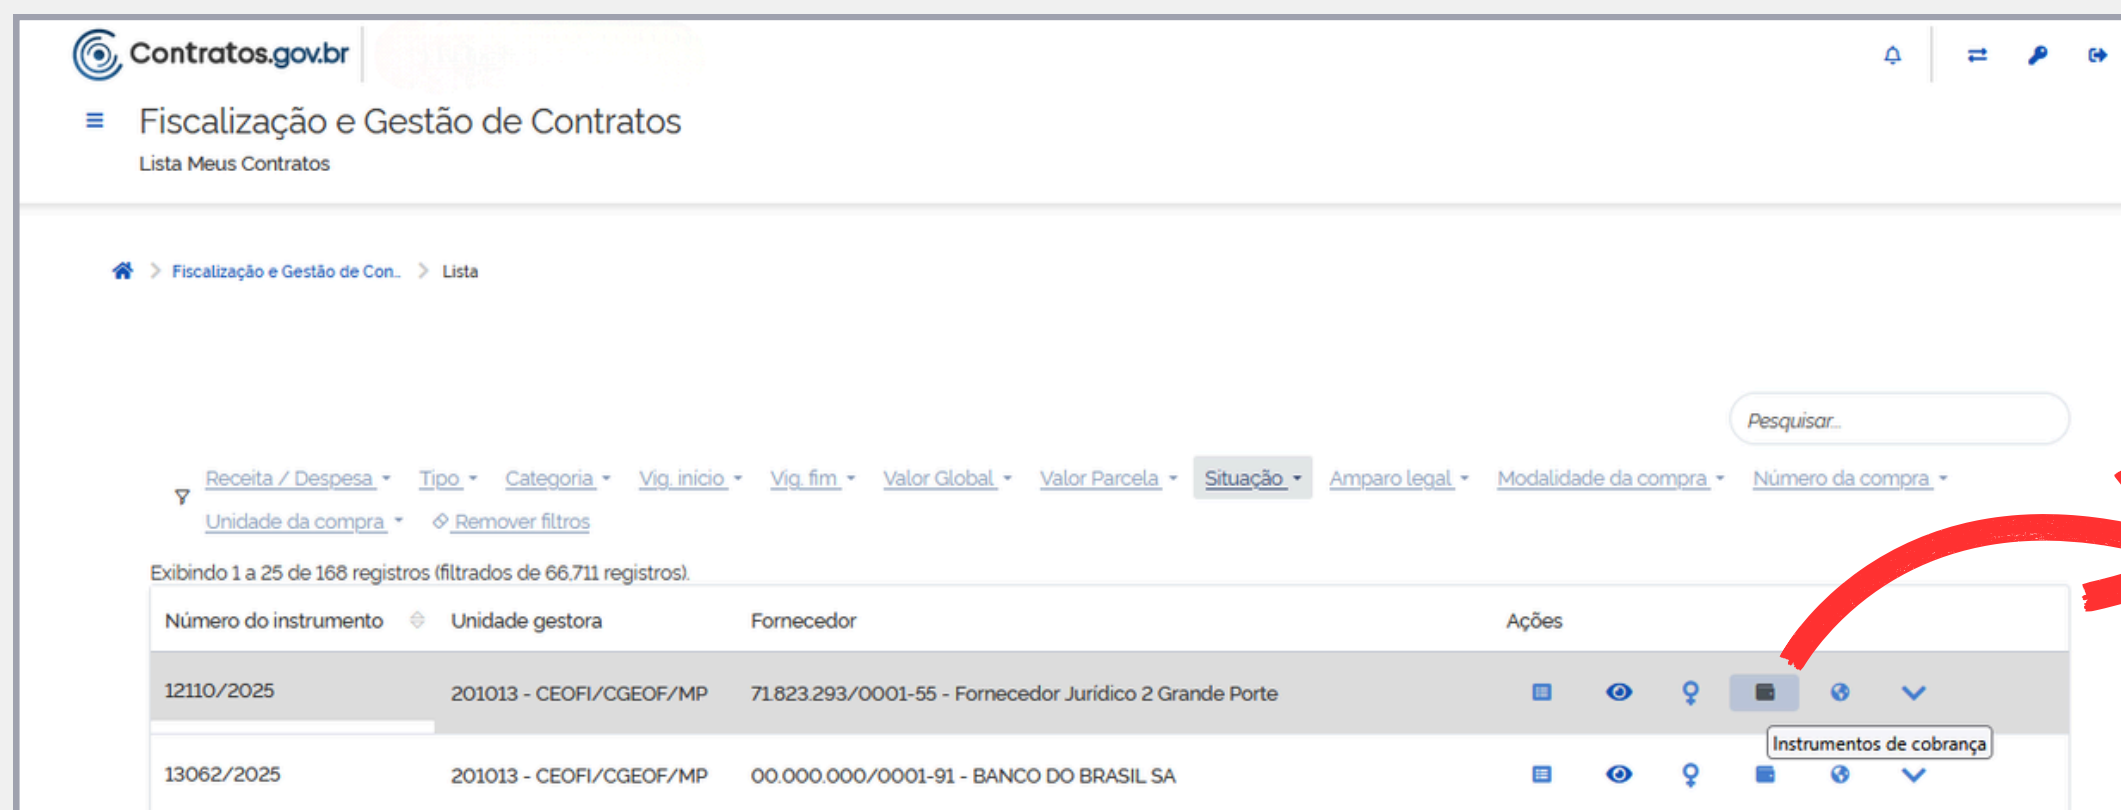 Contratos.gov.br
Fiscalização e Gestão de Contratos
Lista Meus Contratos
Fiscalização e Gestão de Con... > Lista
Pesquisar...
Receita / Despesa Tipo Categoria Vig. início Vig. fim Valor Global Valor Parcela Situação Amparo legal Modalidade da compra Número da compra
Unidade da compra Remover filtros
Exibindo 1 a 25 de 168 registros (filtrados de 66.711 registros).
Número do instrumento Unidade gestora Fornecedor Ações
12110/2025 201013 - CEOFI/CGEOF/MP 71.823.293/0001-55 - Fornecedor Jurídico 2 Grande Porte
Instrumentos de cobrança
13062/2025 201013 - CEOFI/CGEOF/MP 00.000.000/0001-91 - BANCO DO BRASIL SA